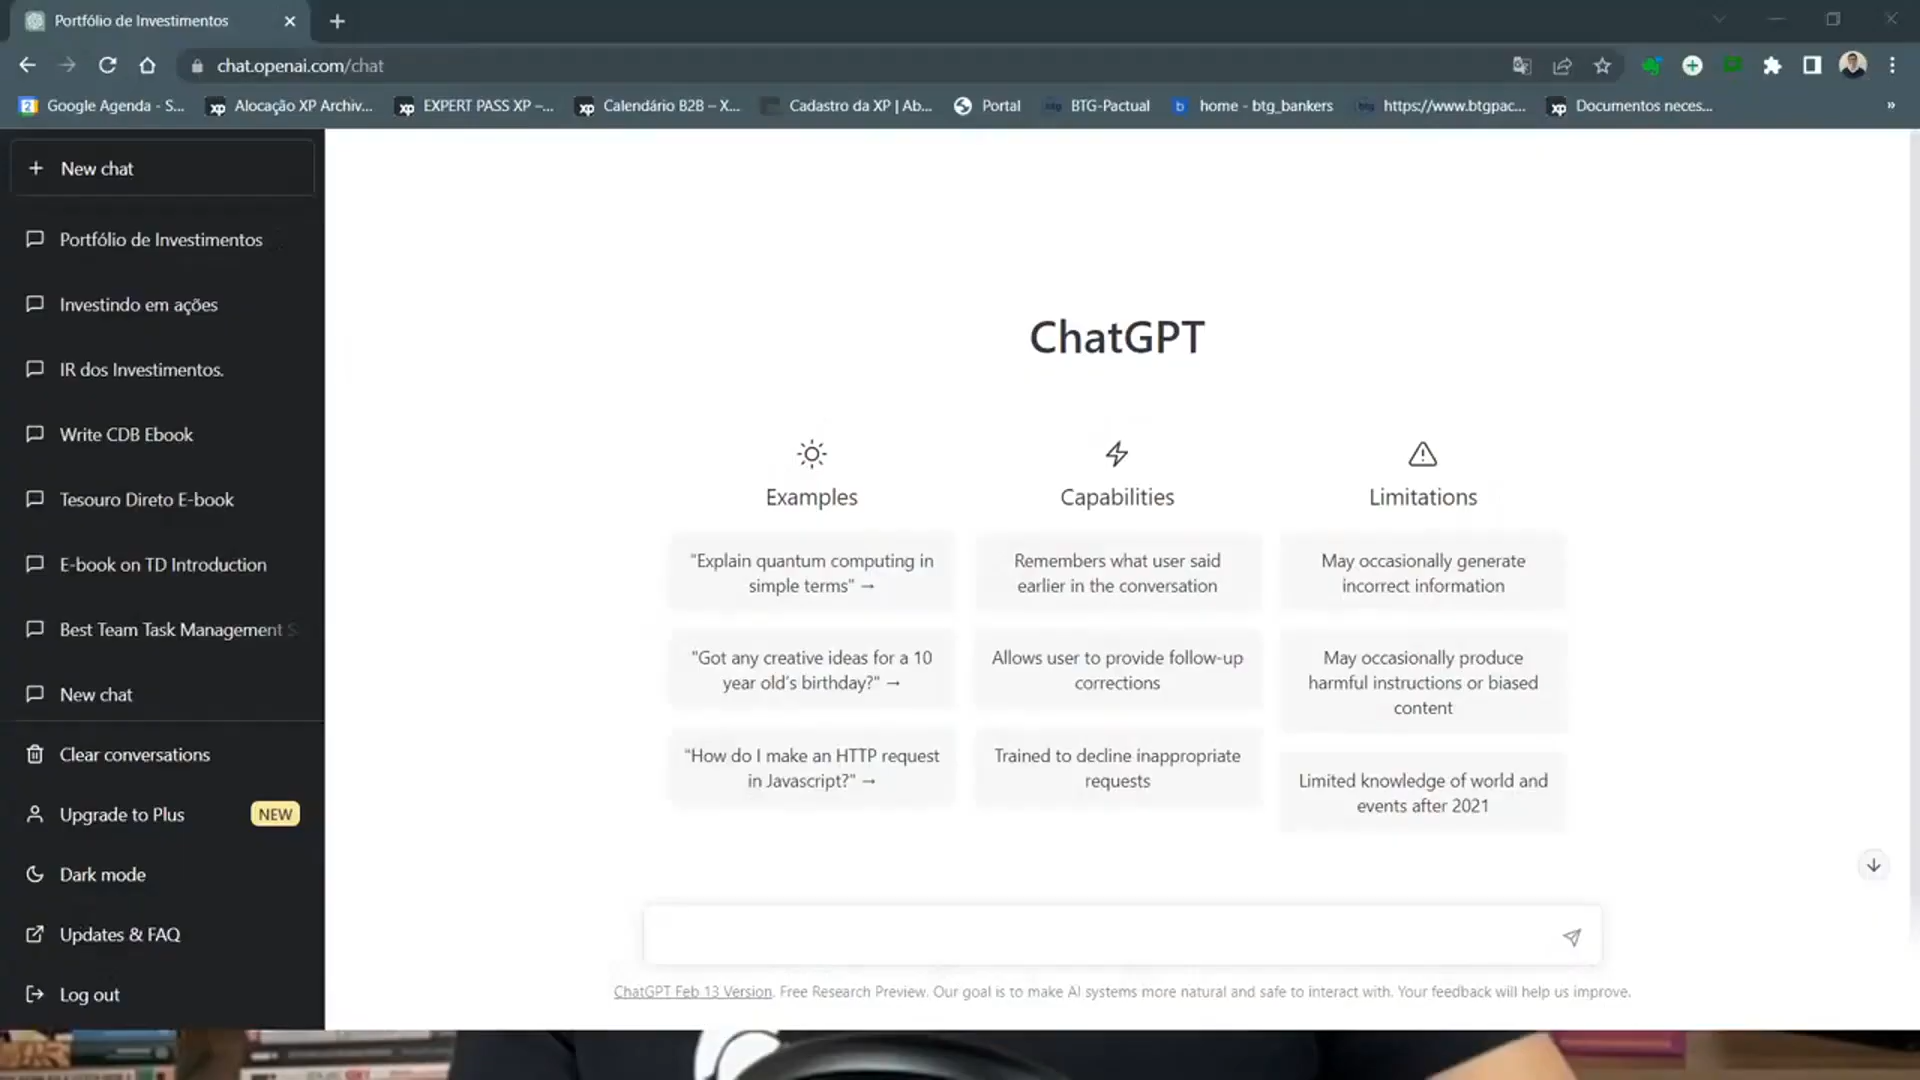 Portfólio de Investimentos
chat.openai.com/chat
Google Agenda - S...
Alocação XP Archiv...
EXPERT PASS XP –...
Calendário B2B – X...
Cadastro da XP | Ab...
Portal
BTG-Pactual
home - btg_bankers
https://www.btgpac...
Documentos neces...
»
+ New chat
Portfólio de Investimentos
Investindo em ações
IR dos Investimentos.
Write CDB Ebook
Tesouro Direto E-book
E-book on TD Introduction
Best Team Task Management S
New chat
Clear conversations
Upgrade to Plus
NEW
Dark mode
Updates & FAQ
Log out
ChatGPT
Examples
"Explain quantum computing in
simple terms" →
"Got any creative ideas for a 10
year old's birthday?" →
"How do I make an HTTP request
in Javascript?" →
Capabilities
Remembers what user said
earlier in the conversation
Allows user to provide follow-up
corrections
Trained to decline inappropriate
requests
Limitations
May occasionally generate
incorrect information
May occasionally produce
harmful instructions or biased
content
Limited knowledge of world and
events after 2021
ChatGPT Feb 13 Version. Free Research Preview. Our goal is to make AI systems more natural and safe to interact with. Your feedback will help us improve.